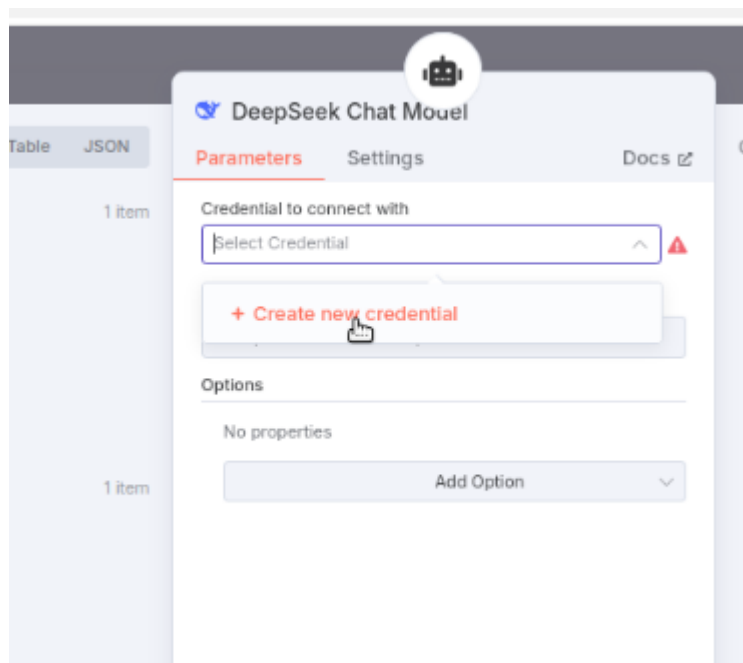 DeepSeek Chat Model
Table JSON
Parameters Settings Docs
1 item
Credential to connect with
Select Credential
+ Create new credential
Options
No properties
1 item
Add Option